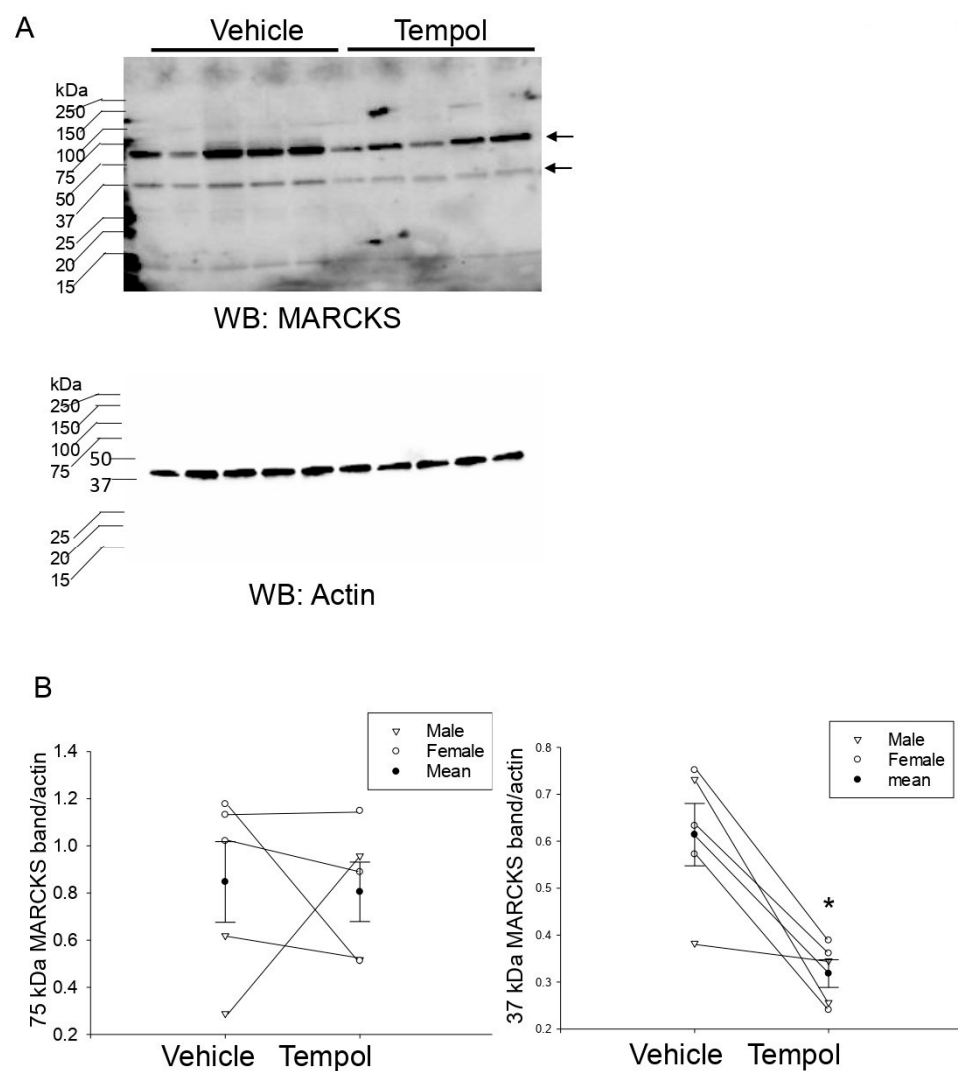 A
Vehicle Tempol
kDa
250
150
100
75
50
37
25
20
15
WB: MARCKS
kDa
250
150
100
75
50
37
25
20
15
WB: Actin
B
75 kDa MARCKS band/actin
1.4
1.2
1.0
0.8
0.6
0.4
0.2
Male
Female
Mean
Vehicle Tempol
37 kDa MARCKS band/actin
0.8
0.7
0.6
0.5
0.4
0.3
0.2
Male
Female
mean
*
Vehicle Tempol